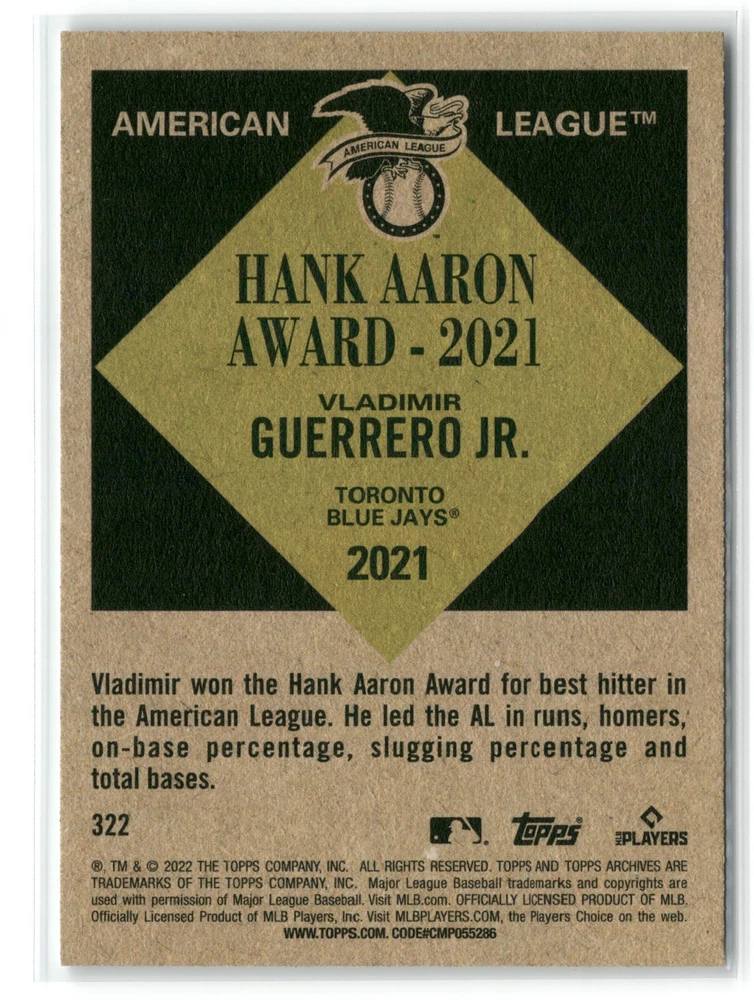 AMERICAN LEAGUE™
AMERICAN LEAGUE
™
HANK AARON
AWARD - 2021
VLADIMIR
GUERRERO JR.
TORONTO
BLUE JAYS®
2021
Vladimir won the Hank Aaron Award for best hitter in
the American League. He led the AL in runs, homers,
on-base percentage, slugging percentage and
total bases.
322
Topps®
MLB PLAYERS
®, TM & © 2022 THE TOPPS COMPANY, INC. ALL RIGHTS RESERVED. TOPPS AND TOPPS ARCHIVES ARE
TRADEMARKS OF THE TOPPS COMPANY, INC. Major League Baseball trademarks and copyrights are
used with permission of Major League Baseball. Visit MLB.com. OFFICIALLY LICENSED PRODUCT OF MLB.
Officially Licensed Product of MLB Players, Inc. Visit MLBPLAYERS.COM, the Players Choice on the web.
WWW.TOPPS.COM. CODE#CMP055286